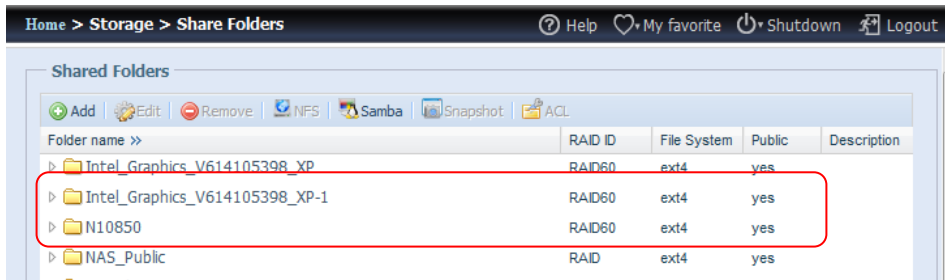 Home > Storage > Share Folders Help My favorite Shutdown Logout
Shared Folders
Add Edit Remove NFS Samba Snapshot ACL
Folder name >> RAID ID File System Public Description
Intel_Graphics_V614105398_XP RAID60 ext4 yes
Intel_Graphics_V614105398_XP-1 RAID60 ext4 yes
N10850 RAID60 ext4 yes
NAS_Public RAID ext4 yes